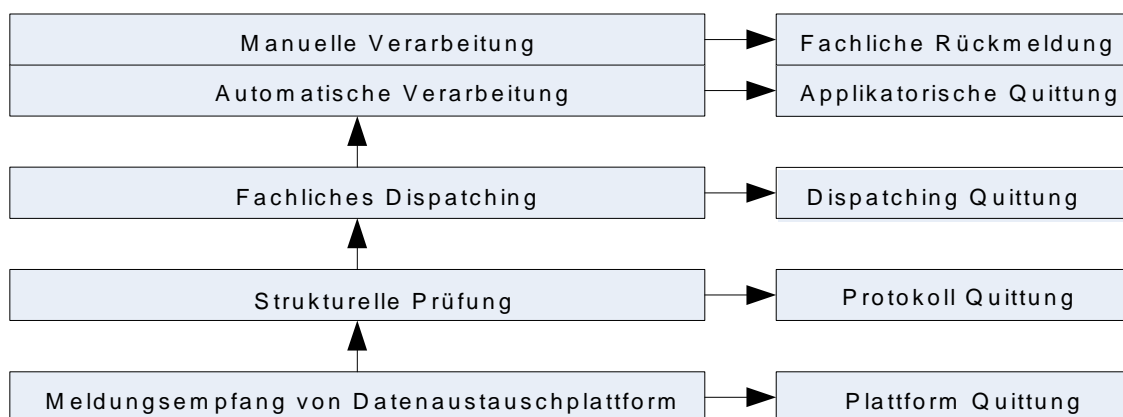 Manuelle Verarbeitung
Fachliche Rückmeldung
Automatische Verarbeitung
Applikatorische Quittung
Fachliches Dispatching
Dispatching Quittung
Strukturelle Prüfung
Protokoll Quittung
Meldungsempfang von Datenaustauschplattform
Plattform Quittung